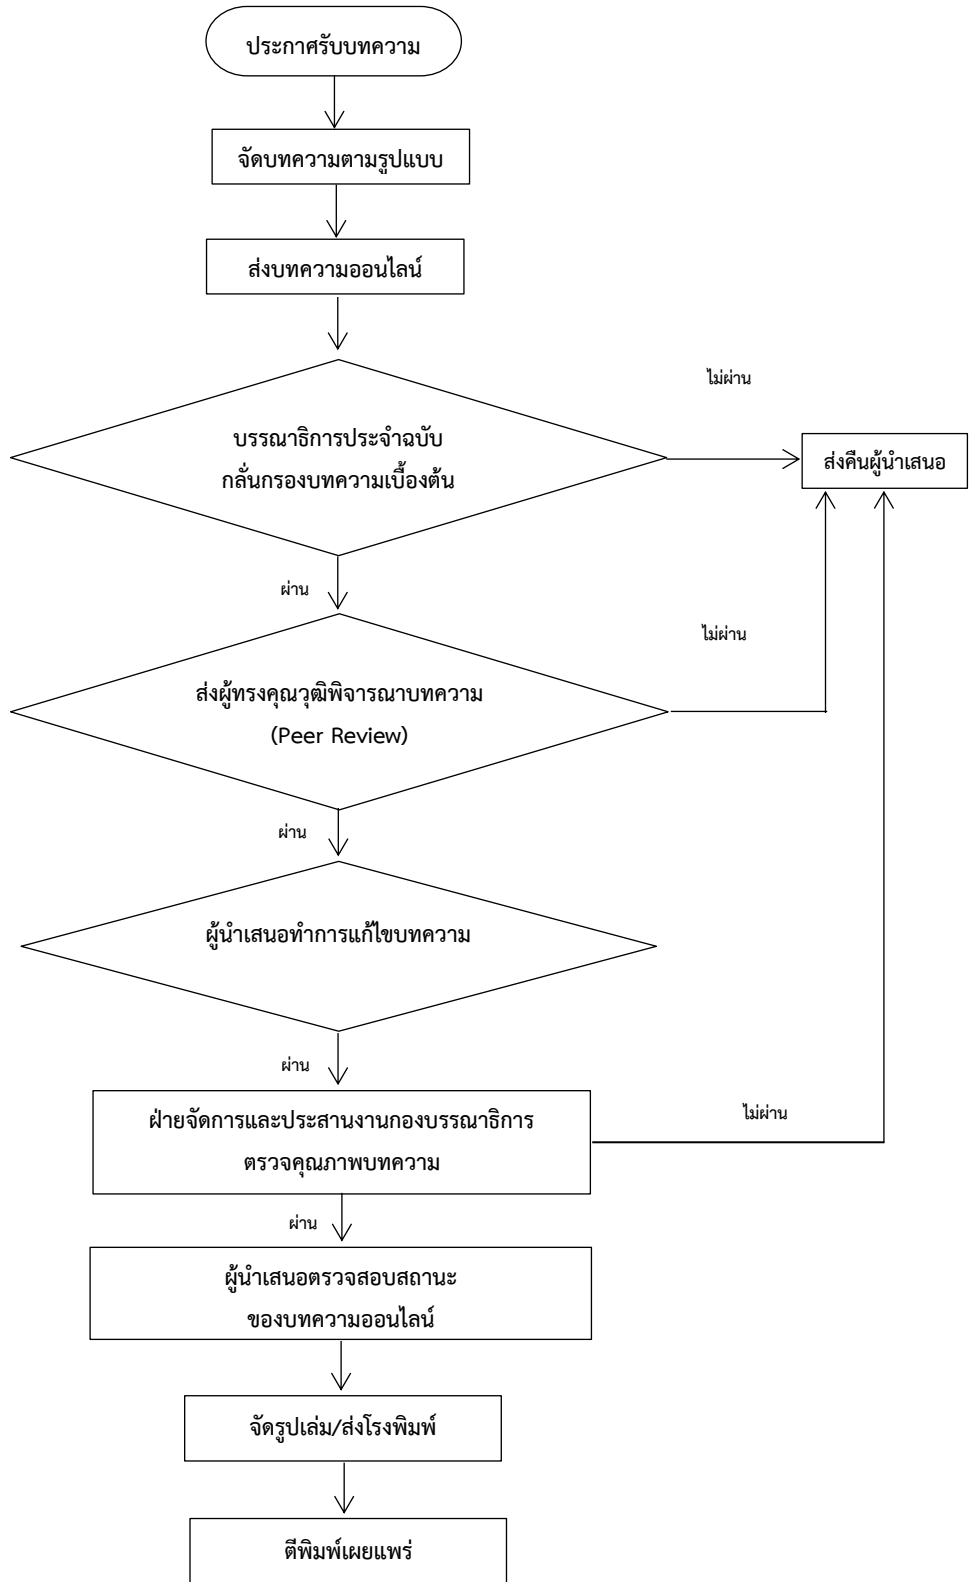 ประกาศรับบทความ
จัดบทความตามรูปแบบ
ส่งบทความออนไลน์
ไม่ผ่าน
บรรณาธิการประจำฉบับ
กลั่นกรองบทความเบื้องต้น
ส่งคืนผู้นำเสนอ
ผ่าน
ไม่ผ่าน
ส่งผู้ทรงคุณวุฒิพิจารณาบทความ
(Peer Review)
ผ่าน
ผู้นำเสนอทำการแก้ไขบทความ
ผ่าน
ฝ่ายจัดการและประสานงานกองบรรณาธิการ
ตรวจคุณภาพบทความ
ไม่ผ่าน
ผ่าน
ผู้นำเสนอตรวจสอบสถานะ
ของบทความออนไลน์
จัดรูปเล่ม/ส่งโรงพิมพ์
ตีพิมพ์เผยแพร่